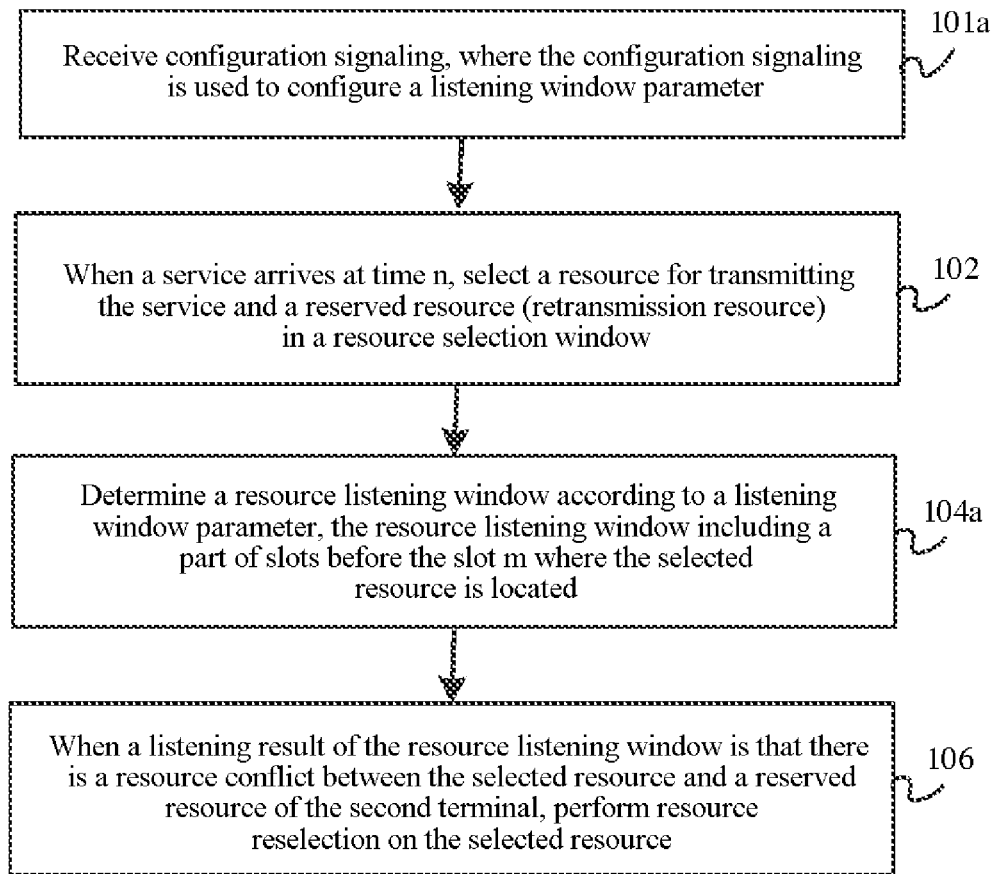 101a
Receive configuration signaling, where the configuration signaling
is used to configure a listening window parameter
102
When a service arrives at time n, select a resource for transmitting
the service and a reserved resource (retransmission resource)
in a resource selection window
104a
Determine a resource listening window according to a listening
window parameter, the resource listening window including a
part of slots before the slot m where the selected
resource is located
106
When a listening result of the resource listening window is that there
is a resource conflict between the selected resource and a reserved
resource of the second terminal, perform resource
reselection on the selected resource